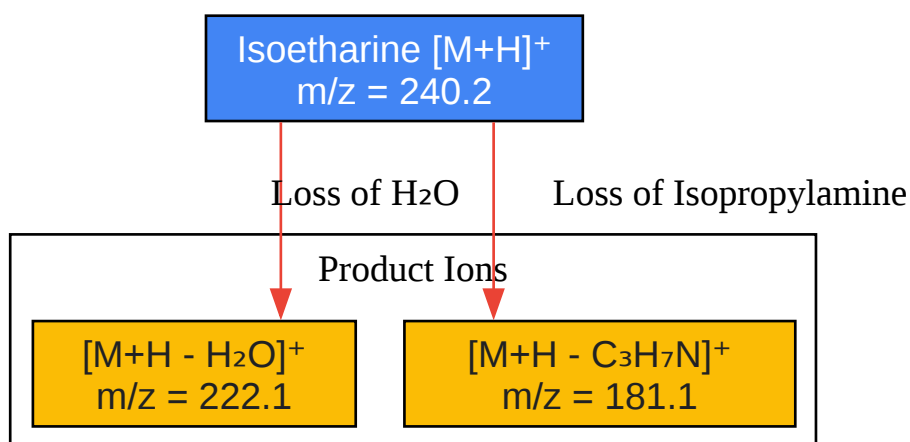 Isoetharine [M+H]⁺
m/z = 240.2
Loss of H₂O
Loss of Isopropylamine
Product Ions
[M+H - H₂O]⁺
m/z = 222.1
[M+H - C₃H₇N]⁺
m/z = 181.1